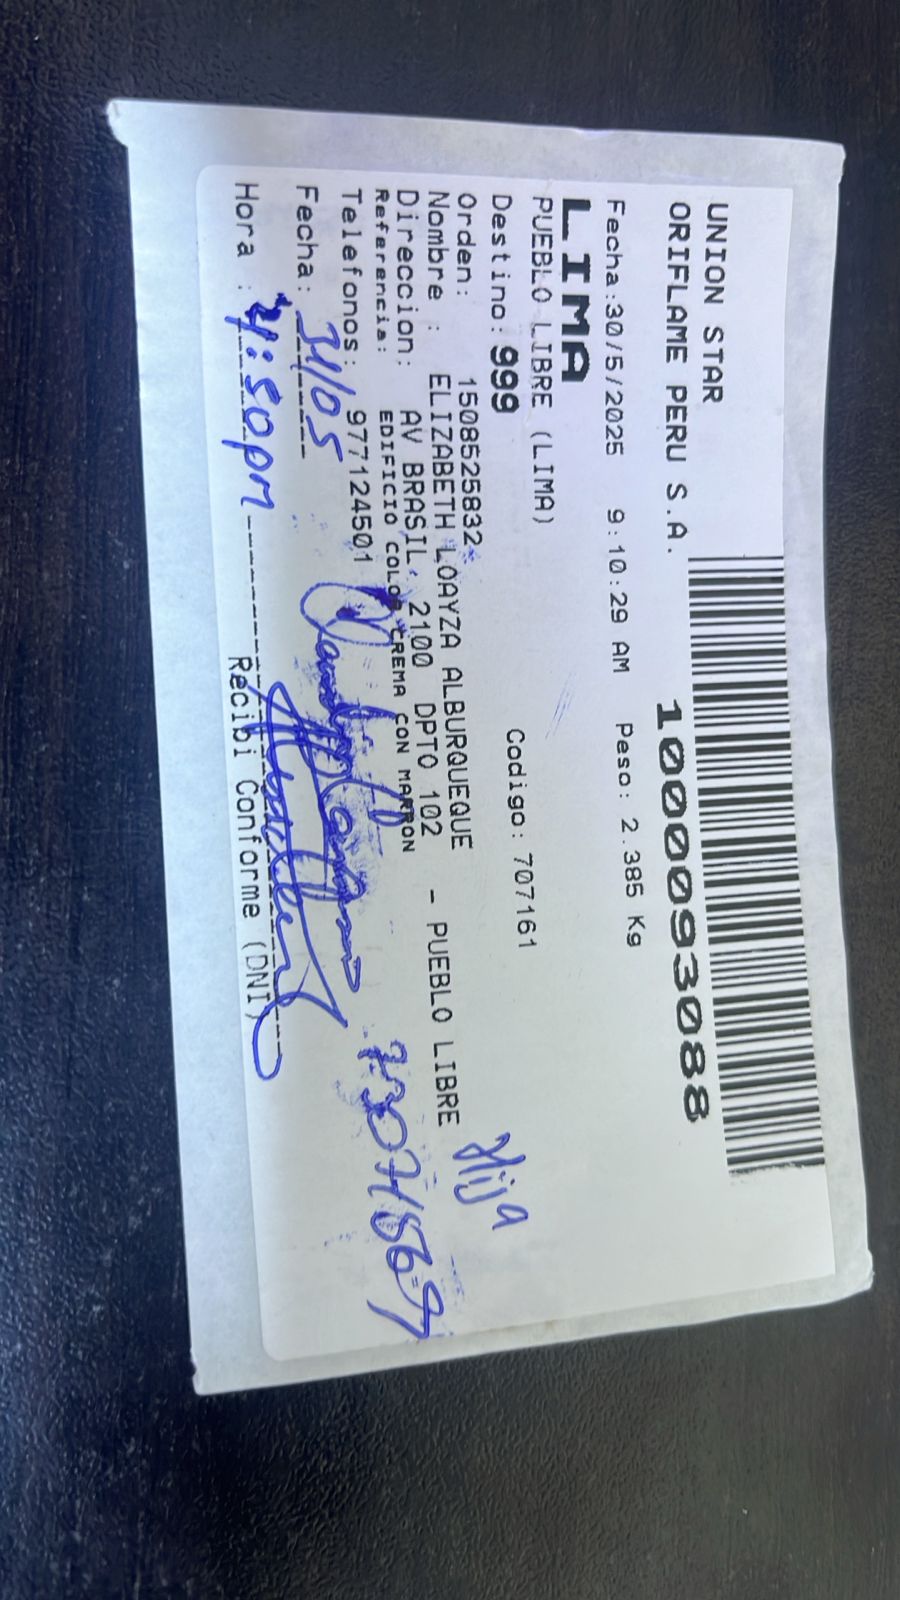 UNION STAR
ORIFLAME PERU S.A.
1000093088
Fecha:30/5/2025 9:10:29 AM Peso: 2.385 Kg
LIMA
PUEBLO LIBRE (LIMA)
Destino: 999 Codigo: 707161
Orden: 1508525832
Nombre : ELIZABETH LOAYZA ALBURQUEQUE
Direccion: AV BRASIL 2100 DPTO 102 - PUEBLO LIBRE
Referencia: EDIFICIO COLOR CREMA CON MARRON
Hija
Telefonos: 977124501
Fecha: 31/05
Hora : 4:50pm
Recibi Conforme (DNI)